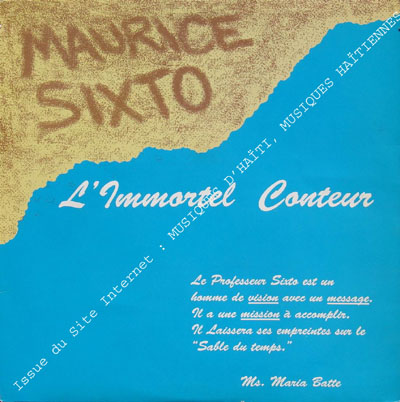 MAURICE
SIXTO
L'Immortel Conteur
Le Professeur Sixto est un
homme de vision avec un message.
Il a une mission à accomplir.
Il Laissera ses empreintes sur le
"Sable du temps."
Ms. Maria Batte
Issue du Site Internet : MUSIQUES D'HAÏTI, MUSIQUES HAÏTIENNES